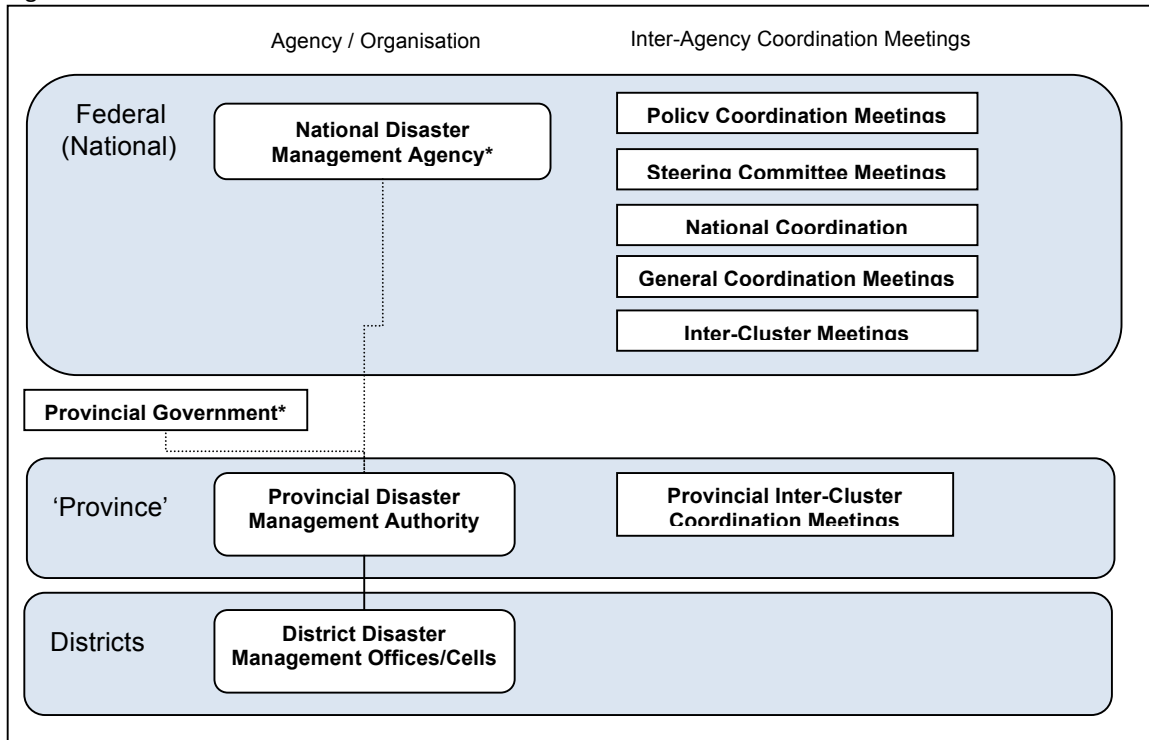 Agency / Organisation
Inter-Agency Coordination Meetings
Federal
(National)
National Disaster
Management Agency*
Policy Coordination Meetings
Steering Committee Meetings
National Coordination
General Coordination Meetings
Inter-Cluster Meetings
Provincial Government*
‘Province’
Provincial Disaster
Management Authority
Provincial Inter-Cluster
Coordination Meetings
Districts
District Disaster
Management Offices/Cells